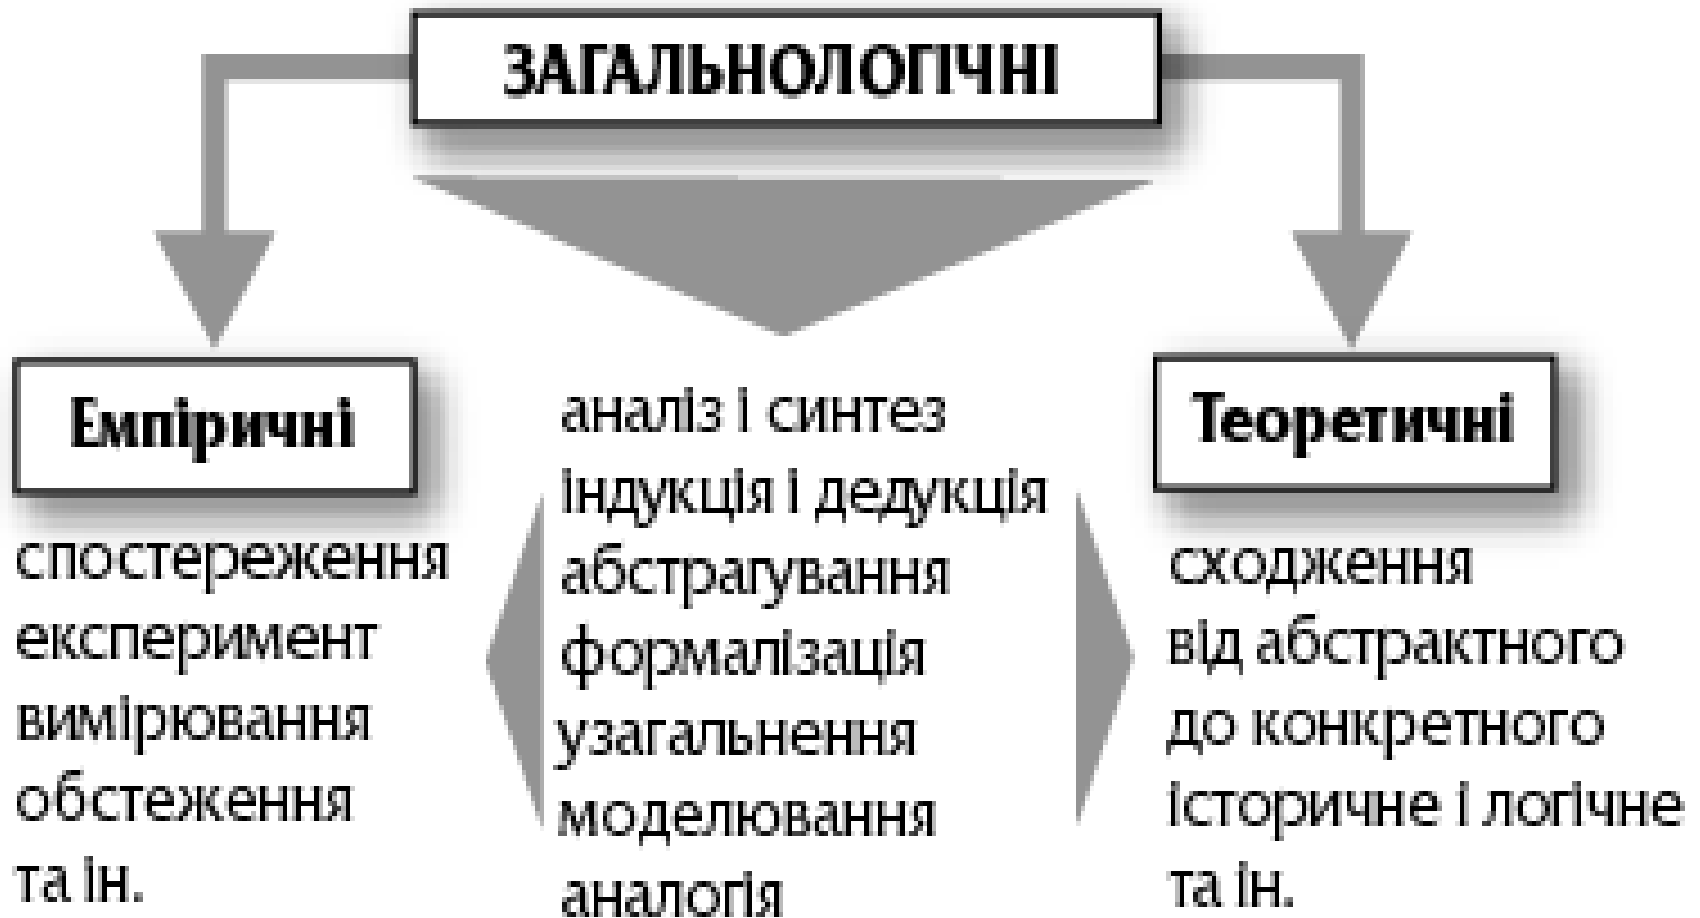 ЗАГАЛЬНОЛОГІЧНІ
Емпіричні
спостереження
експеримент
вимірювання
обстеження
та ін.
аналіз і синтез
індукція і дедукція
абстрагування
формалізація
узагальнення
моделювання
аналогія
Теоретичні
сходження
від абстрактного
до конкретного
історичне і логічне
та ін.